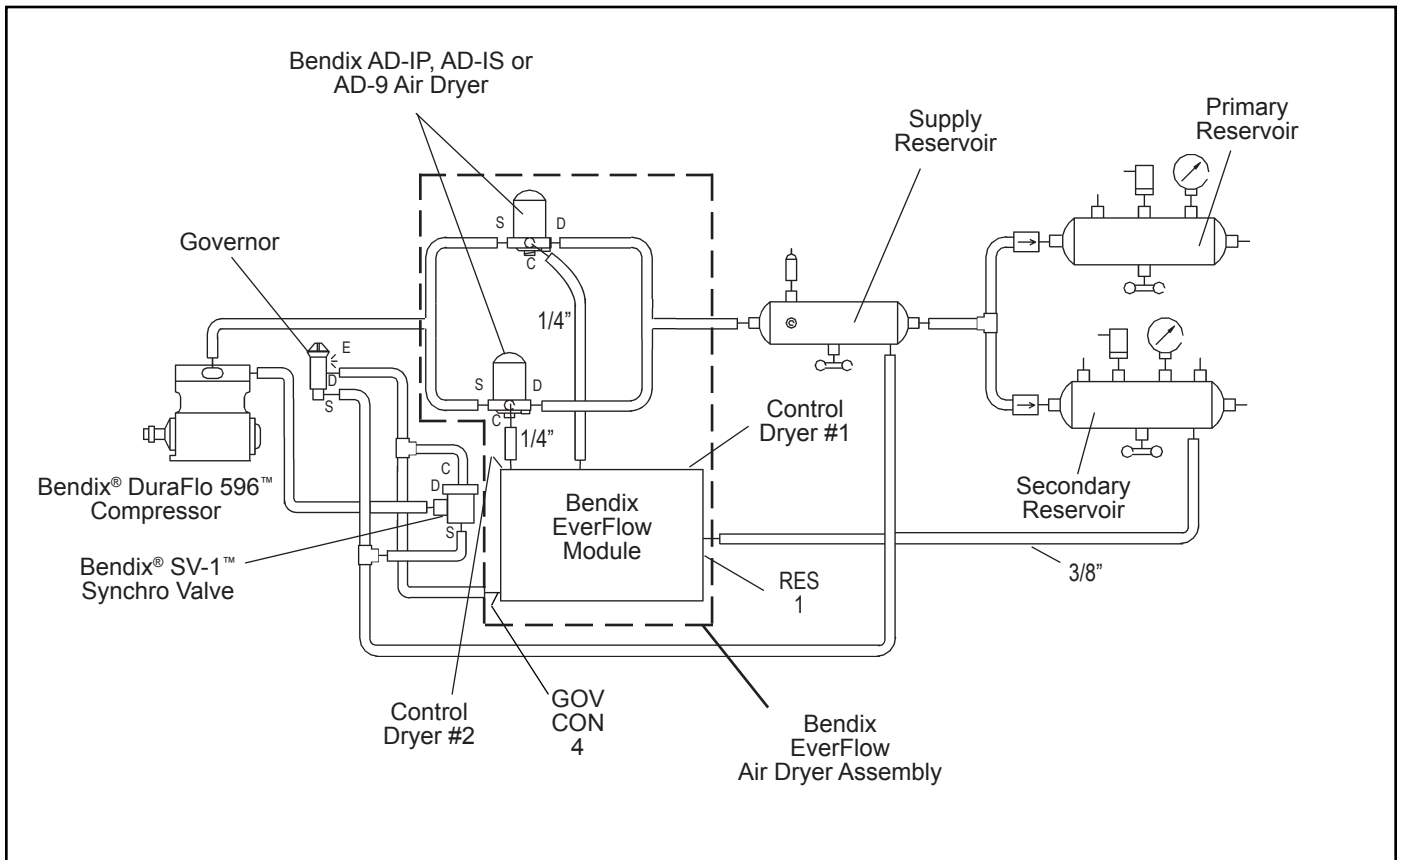 Bendix AD-IP, AD-IS or
AD-9 Air Dryer
Supply
Reservoir
Primary
Reservoir
Governor
S
D
C
1/4”
E
D
S
S
D
C
1/4”
Control
Dryer #1
C
D
S
Bendix
EverFlow
Module
Bendix® DuraFlo 596™
Compressor
Secondary
Reservoir
Bendix® SV-1™
Synchro Valve
RES
1
3/8”
Control
Dryer #2
GOV
CON
4
Bendix
EverFlow
Air Dryer Assembly